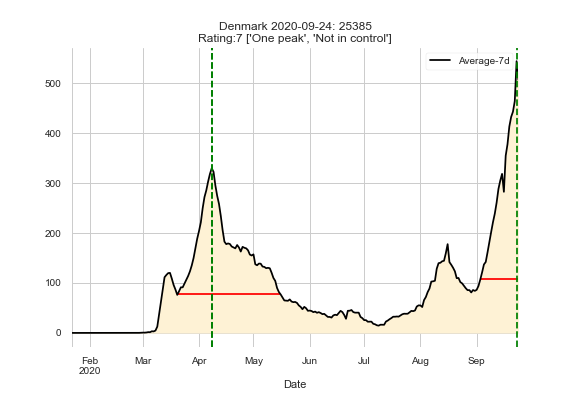 Denmark 2020-09-24: 25385
Rating:7 ['One peak', 'Not in control']
Average-7d
500
400
300
200
100
0
Feb Mar Apr May Jun Jul Aug Sep
2020
Date